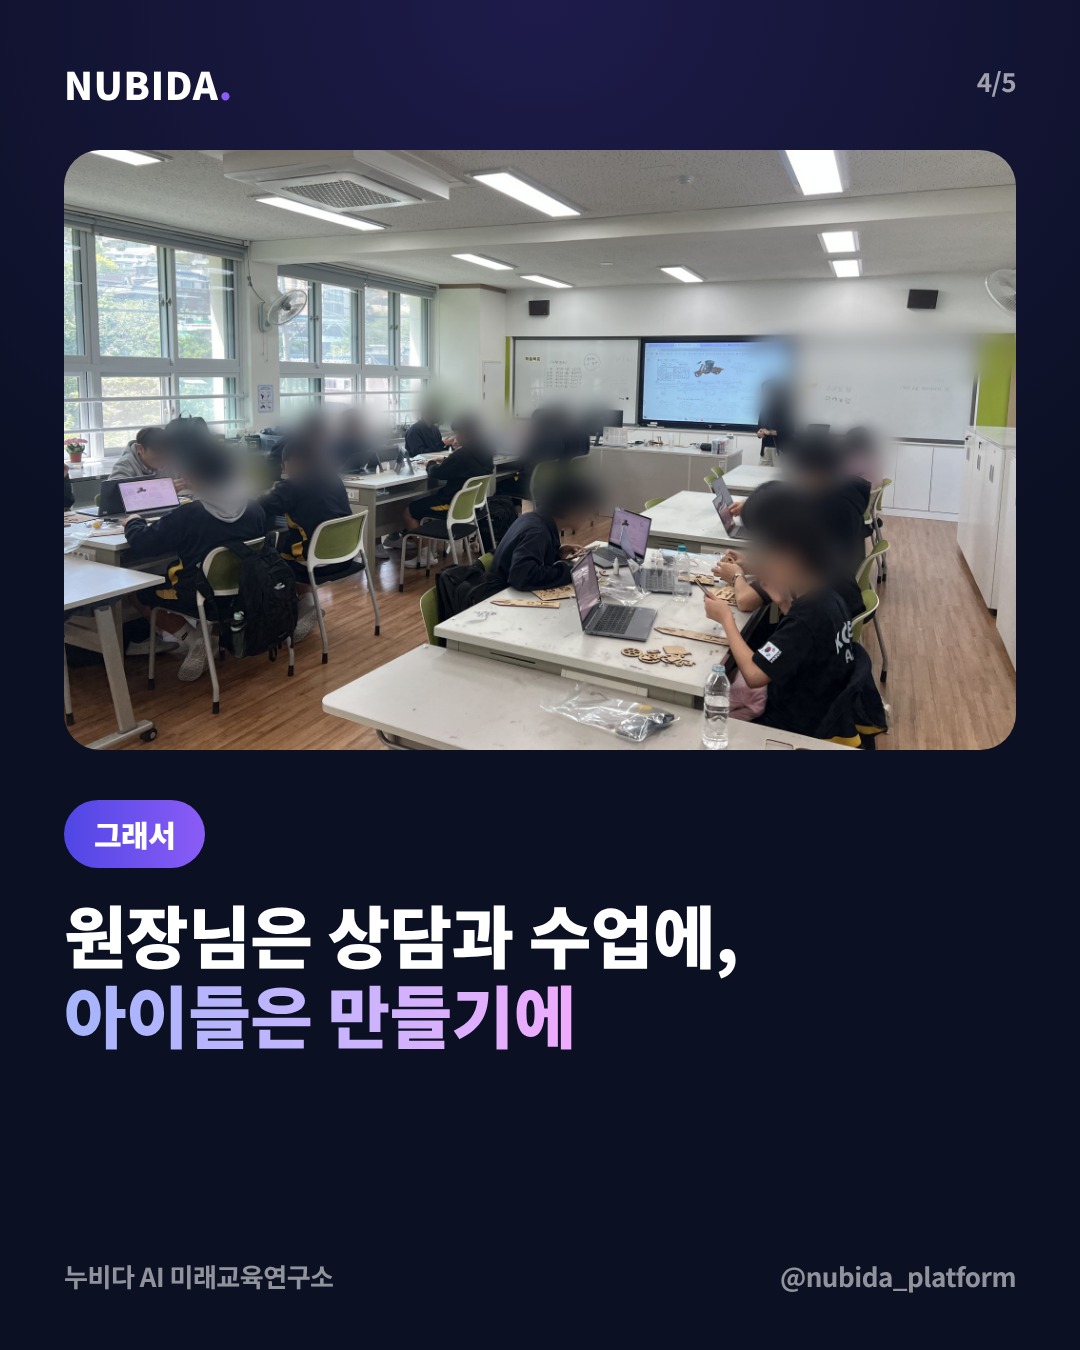 NUBIDA.
4/5
그래서
원장님은 상담과 수업에,
아이들은 만들기에
누비다 AI 미래교육연구소
@nubida_platform